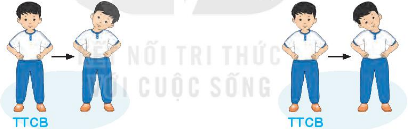 KẾT NỐI TRI THỨC
VỚI CUỘC SỐNG
TTCB
TTCB